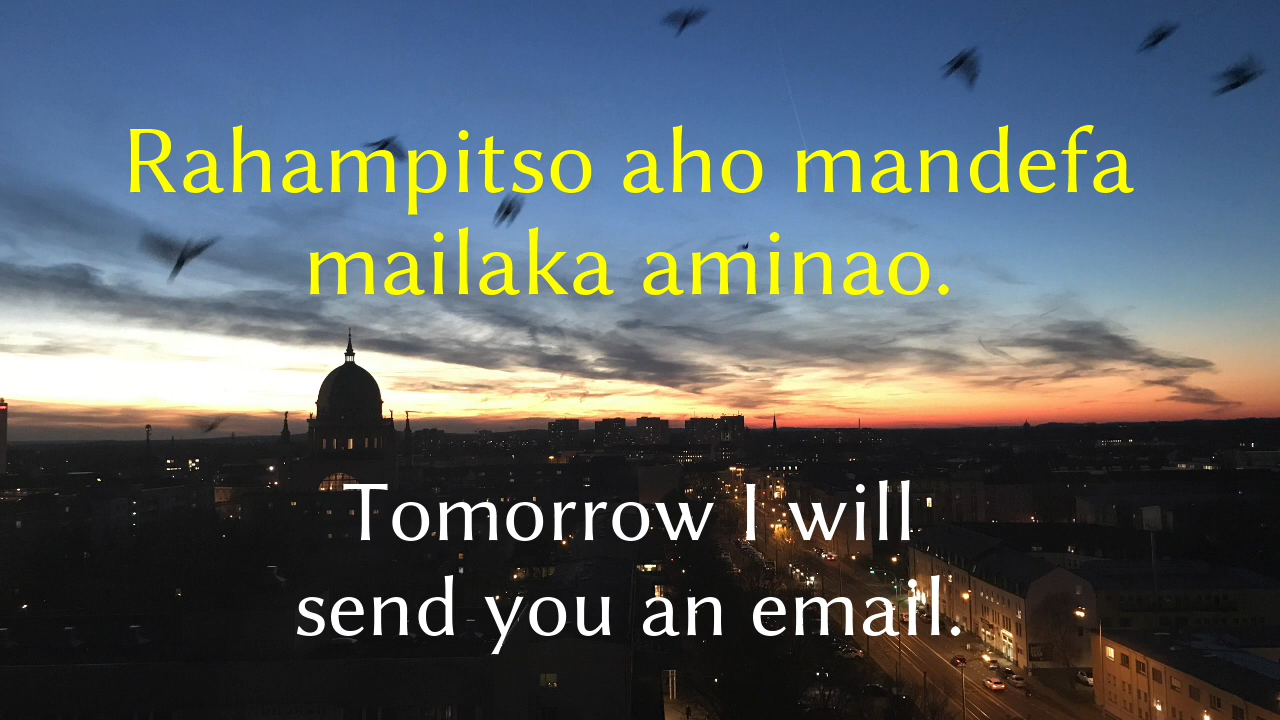 Rahampitso aho mandefa
mailaka aminao.
Tomorrow I will
send you an email.